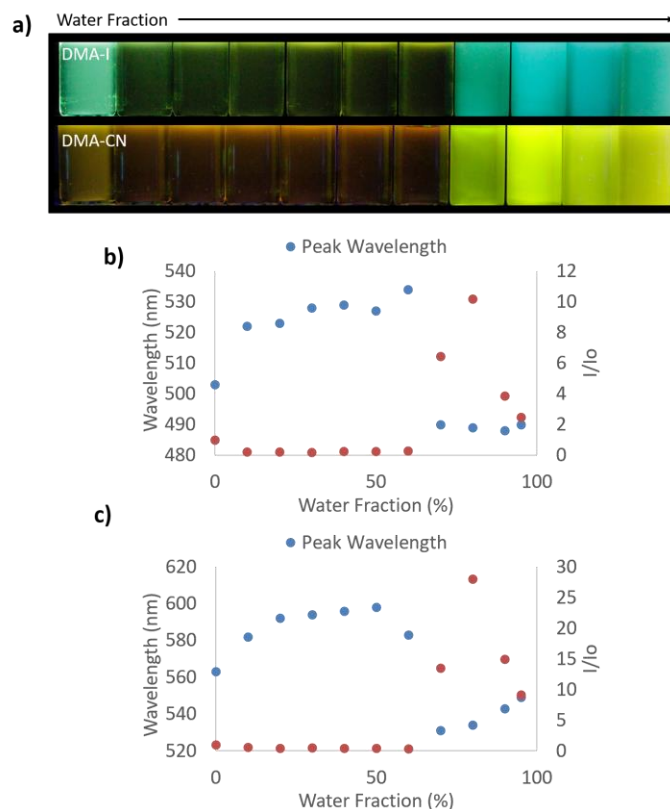 Water Fraction
a)
DMA-I
DMA-CN
b)
Peak Wavelength
540
530
520
510
500
490
480
Wavelength (nm)
12
10
8
6
4
2
0
I/Io
0
50
100
Water Fraction (%)
c)
Peak Wavelength
620
600
580
560
540
520
Wavelength (nm)
30
25
20
15
10
5
0
I/Io
0
50
100
Water Fraction (%)